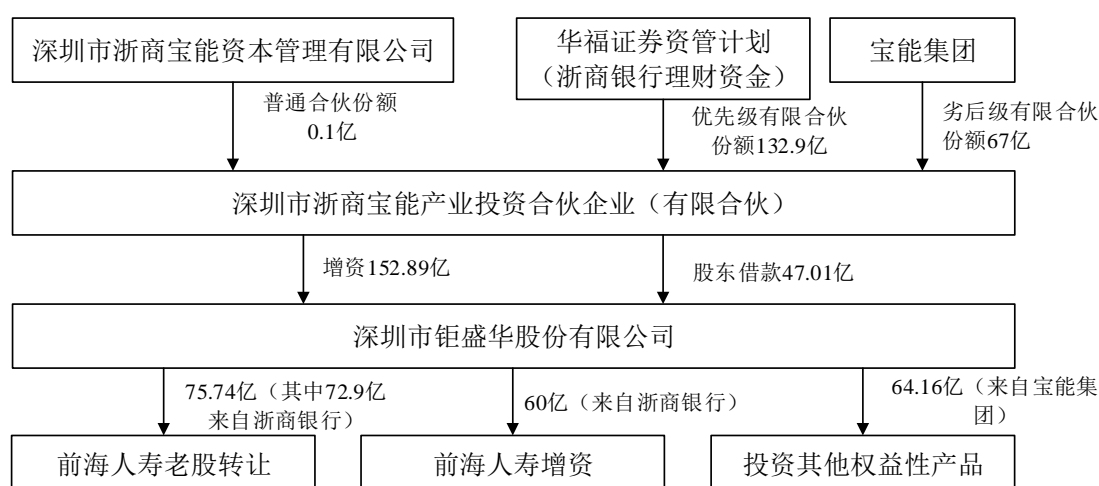 深圳市浙商宝能资本管理有限公司
华福证券资管计划
（浙商银行理财资金）
宝能集团
普通合伙份额
0.1亿
优先级有限合伙
份额132.9亿
劣后级有限合伙
份额67亿
深圳市浙商宝能产业投资合伙企业（有限合伙）
增资152.89亿
股东借款47.01亿
深圳市钜盛华股份有限公司
75.74亿（其中72.9亿
来自浙商银行）
60亿（来自浙商银行）
64.16亿（来自宝能集
团）
前海人寿老股转让
前海人寿增资
投资其他权益性产品